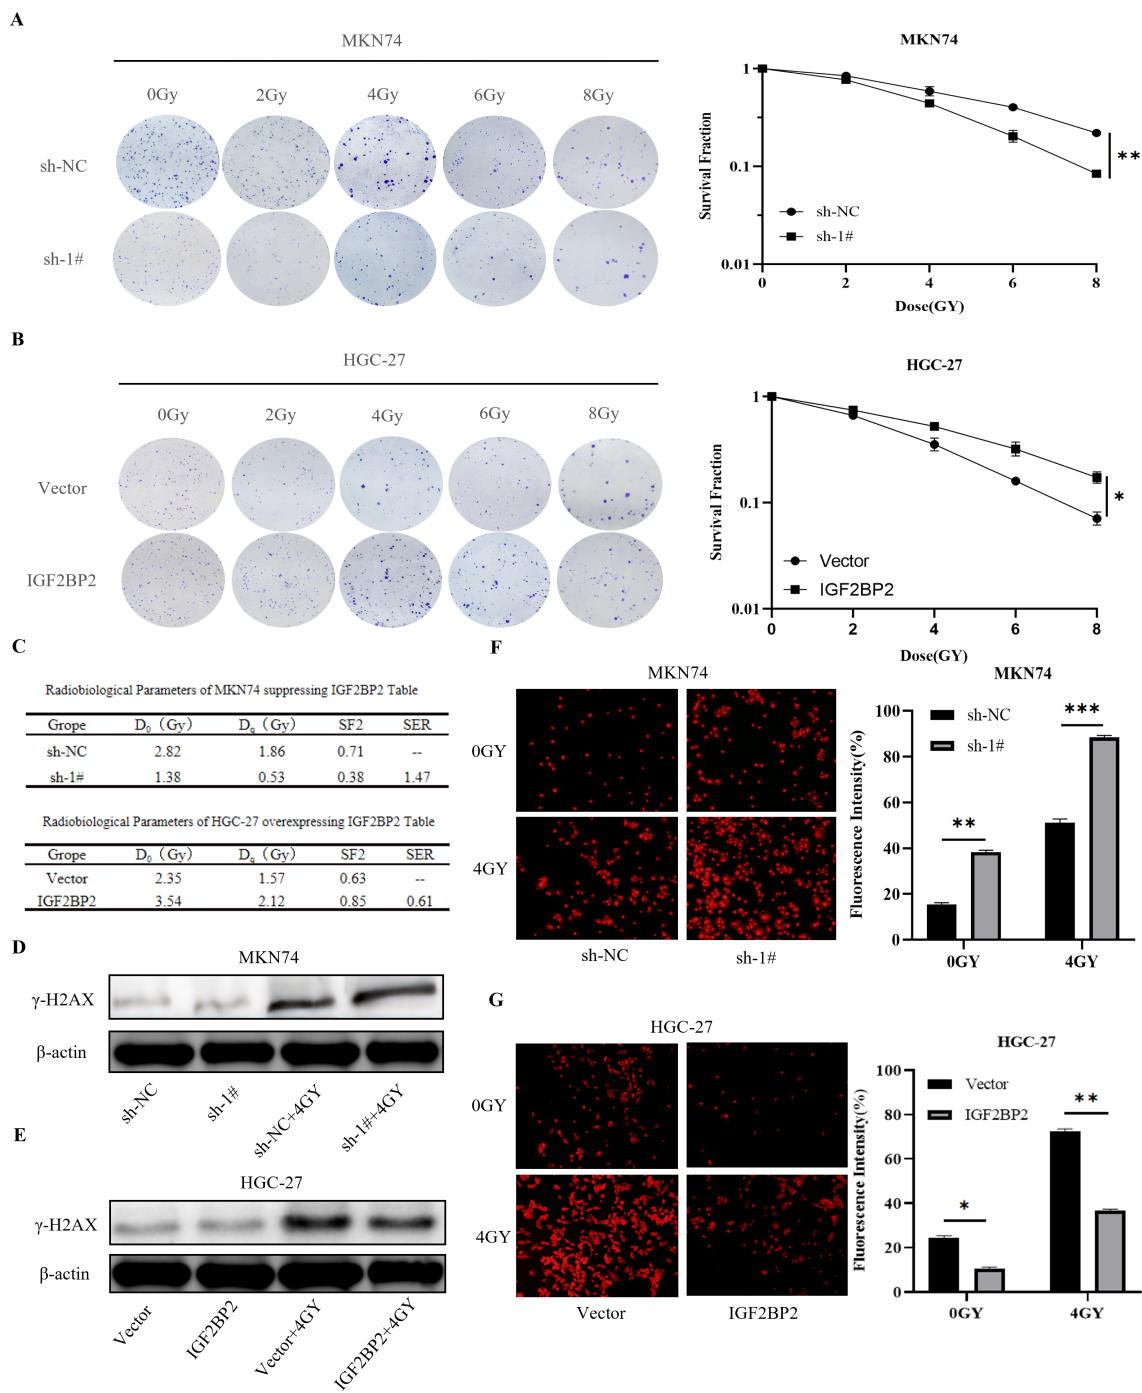 A
MKN74
0Gy 2Gy 4Gy 6Gy 8Gy
sh-NC
sh-1#
MKN74
1
0.1
0.01
Survival Fraction
sh-NC
sh-1#
**
0 2 4 6 8
Dose(GY)
B
HGC-27
0Gy 2Gy 4Gy 6Gy 8Gy
Vector
IGF2BP2
HGC-27
1
0.1
0.01
Survival Fraction
Vector
IGF2BP2
*
0 2 4 6 8
Dose(GY)
C
Radiobiological Parameters of MKN74 suppressing IGF2BP2 Table
Grope D₀ (Gy) Dq (Gy) SF2 SER
sh-NC 2.82 1.86 0.71 --
sh-1# 1.38 0.53 0.38 1.47
Radiobiological Parameters of HGC-27 overexpressing IGF2BP2 Table
Grope D₀ (Gy) Dq (Gy) SF2 SER
Vector 2.35 1.57 0.63 --
IGF2BP2 3.54 2.12 0.85 0.61
D
MKN74
γ-H2AX
β-actin
sh-NC sh-1# sh-NC+4GY sh-1#+4GY
E
HGC-27
γ-H2AX
β-actin
Vector IGF2BP2 Vector+4GY IGF2BP2+4GY
F
MKN74
0GY
4GY
sh-NC sh-1#
MKN74
Fluorescence Intensity(%)
100
80
60
40
20
0
sh-NC
sh-1#
**
***
0GY 4GY
G
HGC-27
0GY
4GY
Vector IGF2BP2
HGC-27
Fluorescence Intensity(%)
100
80
60
40
20
0
Vector
IGF2BP2
*
**
0GY 4GY